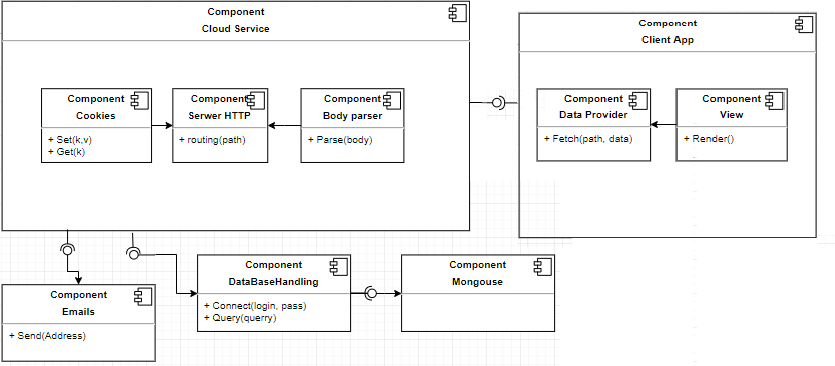 Component
Cloud Service
Component
Cookies
+ Set(k,v)
+ Get(k)
Component
Serwer HTTP
+ routing(path)
Component
Body parser
+ Parse(body)
Component
Client App
Component
Data Provider
+ Fetch(path, data)
Component
View
+ Render()
Component
Emails
+ Send(Address)
Component
DataBaseHandling
+ Connect(login, pass)
+ Query(querry)
Component
Mongouse